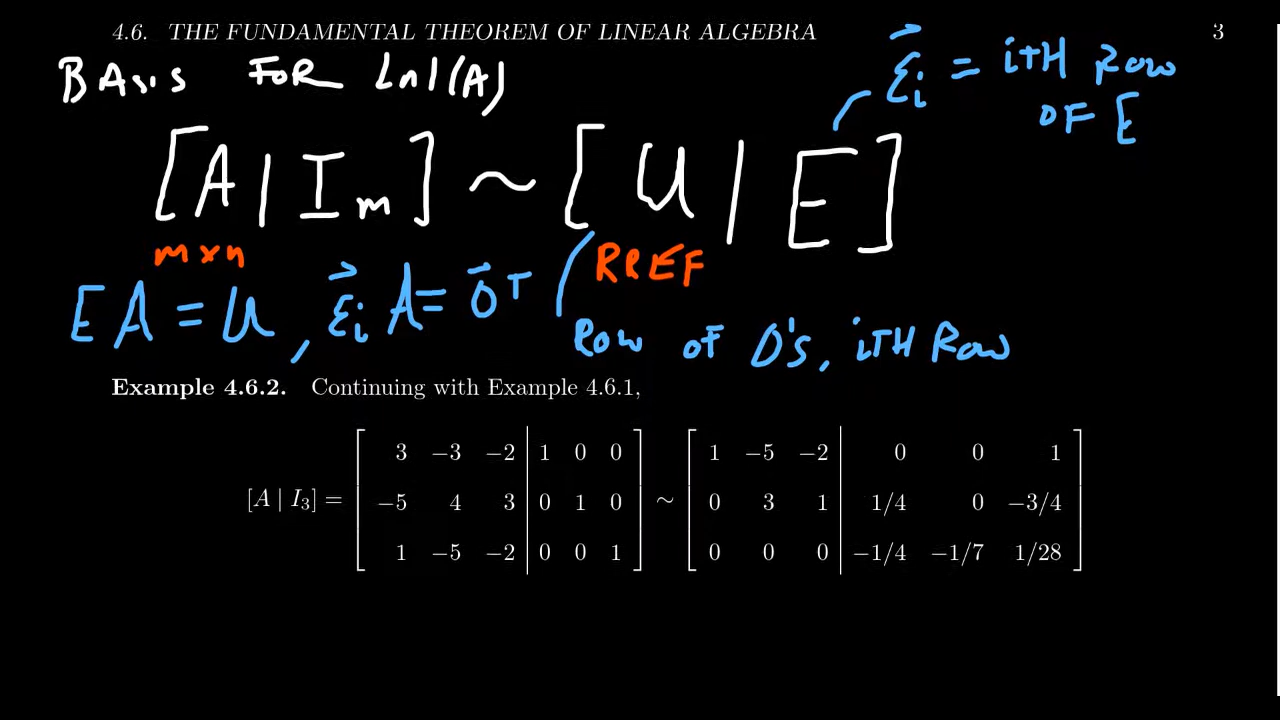 4.6. THE FUNDAMENTAL THEOREM OF LINEAR ALGEBRA 3
BASIS FOR Lnl(A)
ε⃗ᵢ = iTH Row
OF E
[A | Iₘ] ~ [U | E]
m×n
RREF
EA = U, ε⃗ᵢ A = 0⃗ᵀ
Row of 0's, iTH Row
Example 4.6.2. Continuing with Example 4.6.1,
3 −3 −2 | 1 0 0 1 −5 −2 | 0 0 1
[A | I₃] = −5 4 3 | 0 1 0 ∼ 0 3 1 | 1/4 0 −3/4
1 −5 −2 | 0 0 1 0 0 0 | −1/4 −1/7 1/28